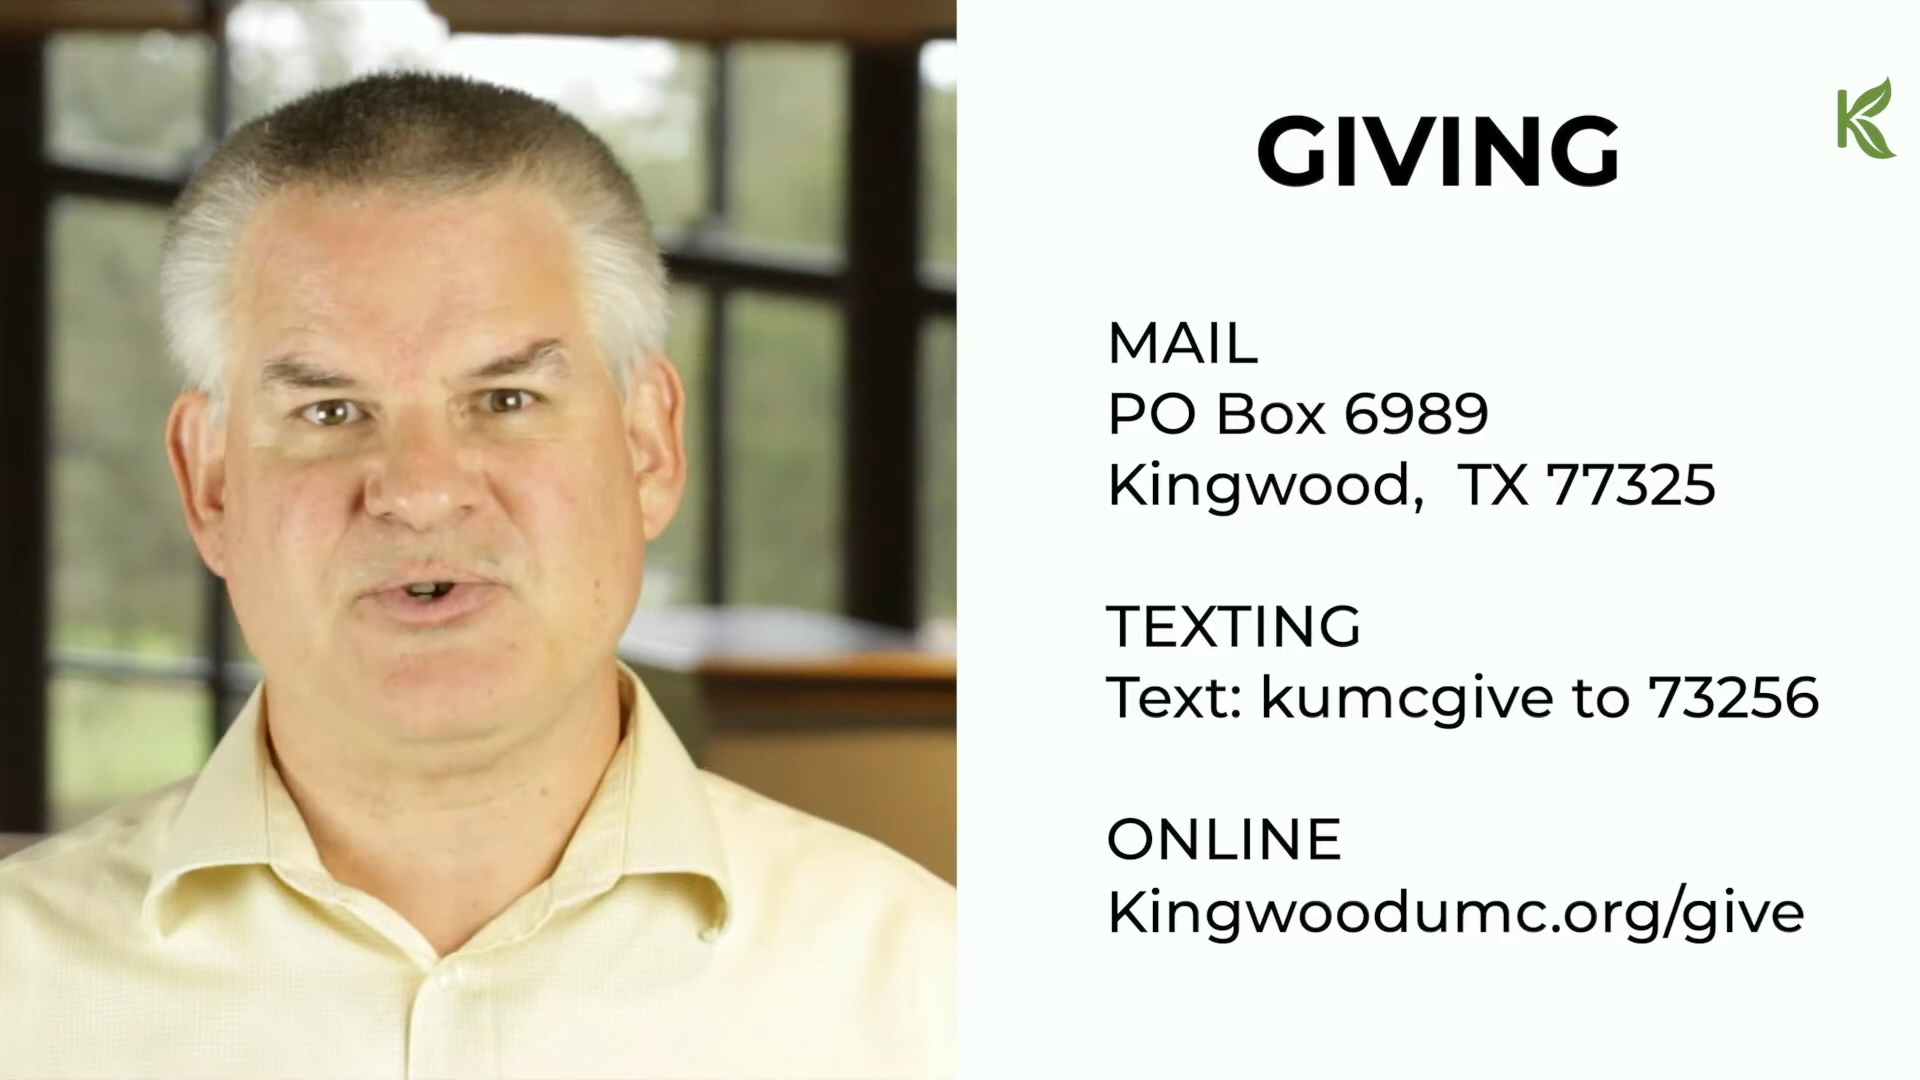 GIVING
MAIL
PO Box 6989
Kingwood, TX 77325
TEXTING
Text: kumcgive to 73256
ONLINE
Kingwoodumc.org/give